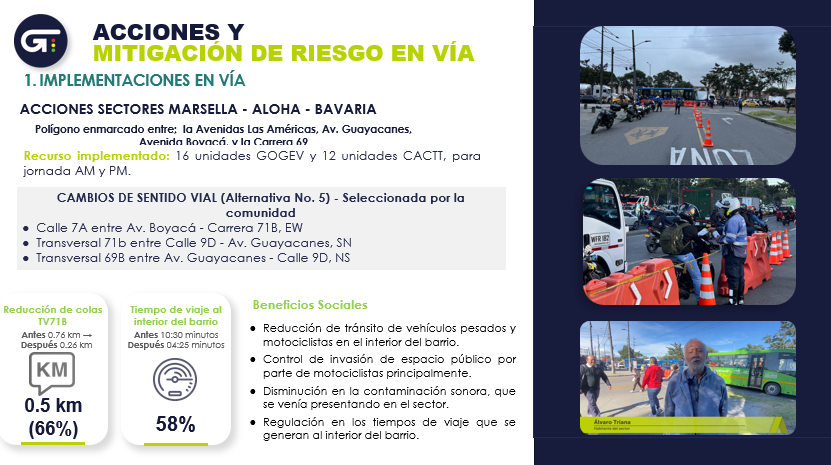 ACCIONES Y
MITIGACIÓN DE RIESGO EN VÍA
1. IMPLEMENTACIONES EN VÍA
ACCIONES SECTORES MARSELLA - ALOHA - BAVARIA
Polígono enmarcado entre; la Avenidas Las Américas, Av. Guayacanes,
Avenida Boyacá, y la Carrera 69
Recurso implementado: 16 unidades GOGEV y 12 unidades CACTT, para
jornada AM y PM.
CAMBIOS DE SENTIDO VIAL (Alternativa No. 5) - Seleccionada por la
comunidad
● Calle 7A entre Av. Boyacá - Carrera 71B, EW
● Transversal 71b entre Calle 9D - Av. Guayacanes, SN
● Transversal 69B entre Av. Guayacanes - Calle 9D, NS
Reducción de colas
TV71B
Antes 0.76 km →
Después 0.26 km
KM
0.5 km
(66%)
Tiempo de viaje al
interior del barrio
Antes 10:30 minutos
Después 04:25 minutos
58%
Beneficios Sociales
● Reducción de tránsito de vehículos pesados y
motociclistas en el interior del barrio.
● Control de invasión de espacio público por
parte de motociclistas principalmente.
● Disminución en la contaminación sonora, que
se venía presentando en el sector.
● Regulación en los tiempos de viaje que se
generan al interior del barrio.
ZONA
WFR 182
Álvaro Triana
Habitante del sector